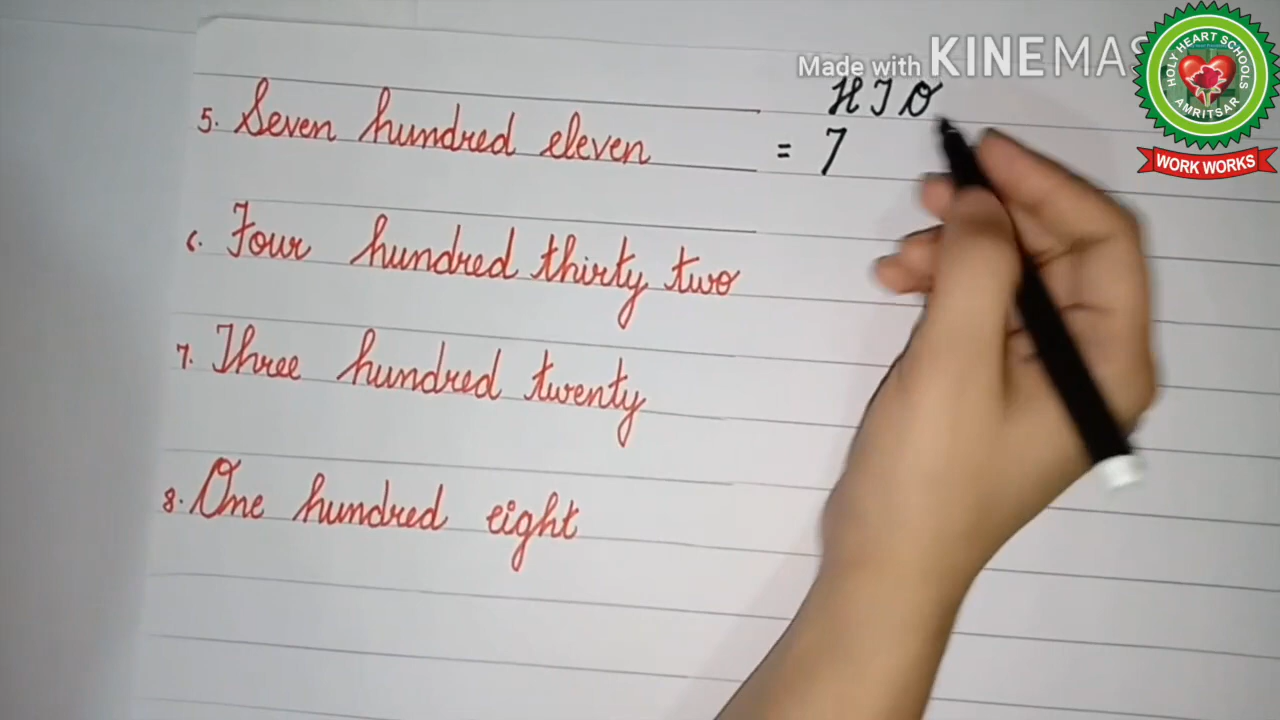 Made with KINEMAS
HOLY HEART SCHOOLS
AMRITSAR
WORK WORKS
H T O
5. Seven hundred eleven = 7
6. Four hundred thirty two
7. Three hundred twenty
8. One hundred eight